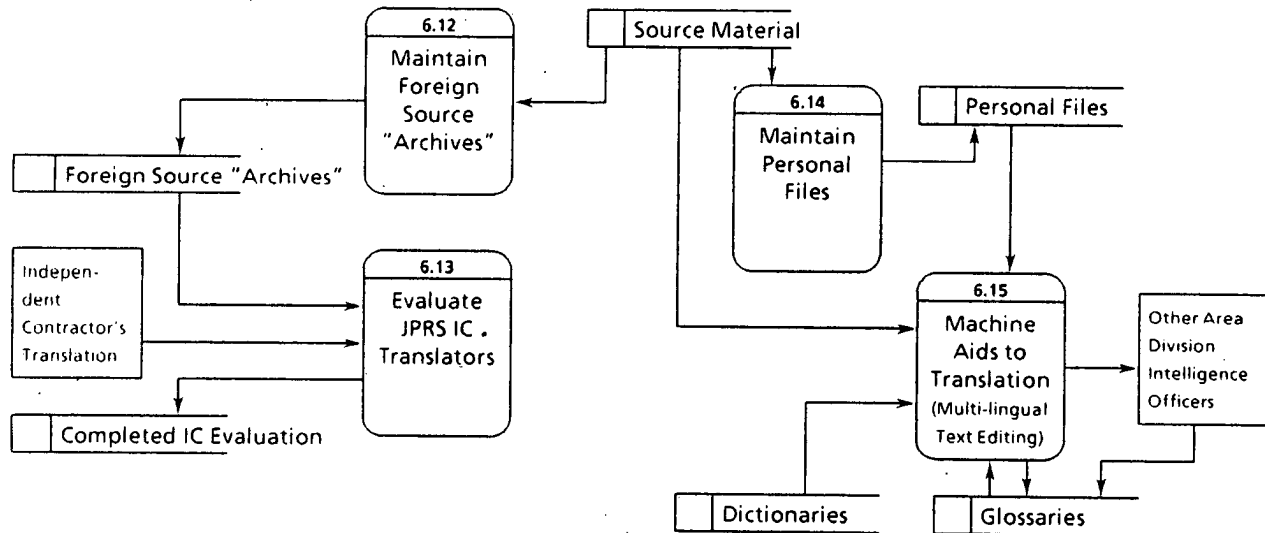 6.12
Maintain
Foreign
Source
"Archives"
Source Material
6.14
Maintain
Personal
Files
Personal Files
Foreign Source "Archives"
Indepen-
dent
Contractor's
Translation
6.13
Evaluate
JPRS IC
Translators
Completed IC Evaluation
6.15
Machine
Aids to
Translation
(Multi-lingual
Text Editing)
Other Area
Division
Intelligence
Officers
Dictionaries
Glossaries